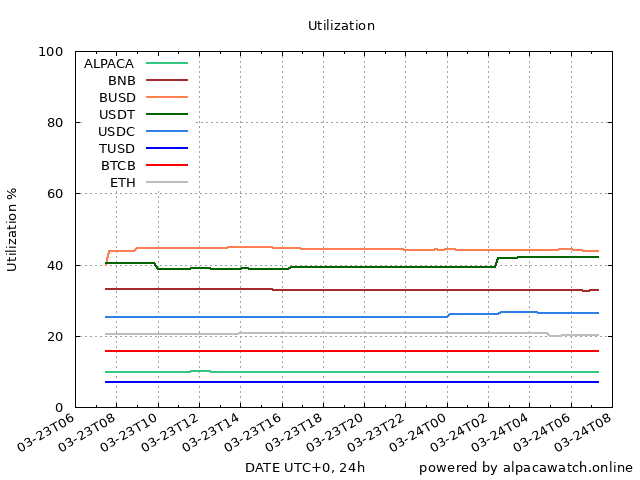 Utilization
100
80
60
40
20
0
Utilization %
ALPACA
BNB
BUSD
USDT
USDC
TUSD
BTCB
ETH
03-23T06
03-23T08
03-23T10
03-23T12
03-23T14
03-23T16
03-23T18
03-23T20
03-23T22
03-24T00
03-24T02
03-24T04
03-24T06
03-24T08
DATE UTC+0, 24h
powered by alpacawatch.online